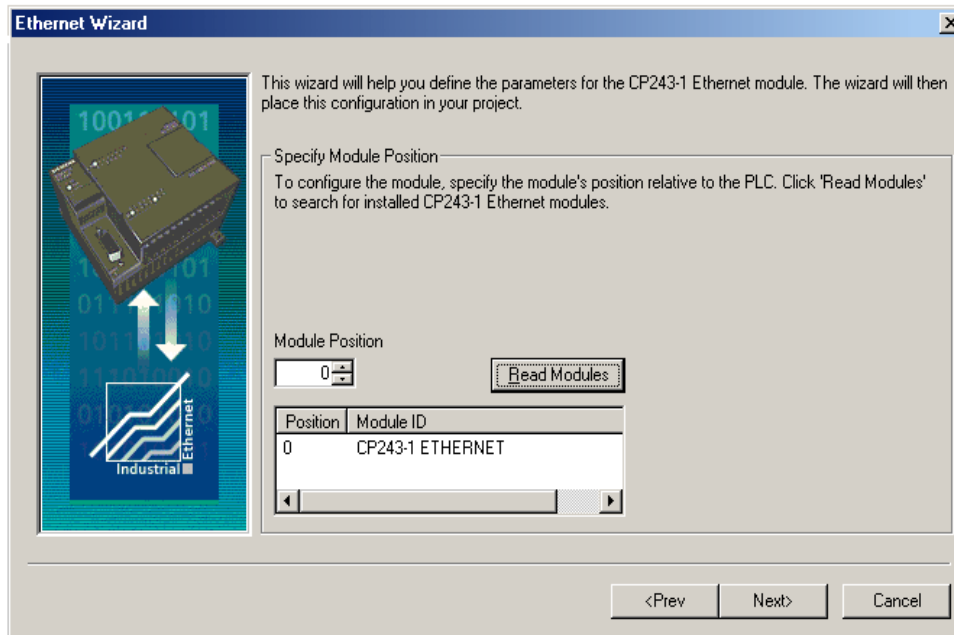 Ethernet Wizard
This wizard will help you define the parameters for the CP243-1 Ethernet module. The wizard will then
place this configuration in your project.
Specify Module Position
To configure the module, specify the module's position relative to the PLC. Click 'Read Modules'
to search for installed CP243-1 Ethernet modules.
Module Position
0
Read Modules
Position Module ID
0 CP243-1 ETHERNET
Industrial
Ethernet
<Prev Next> Cancel